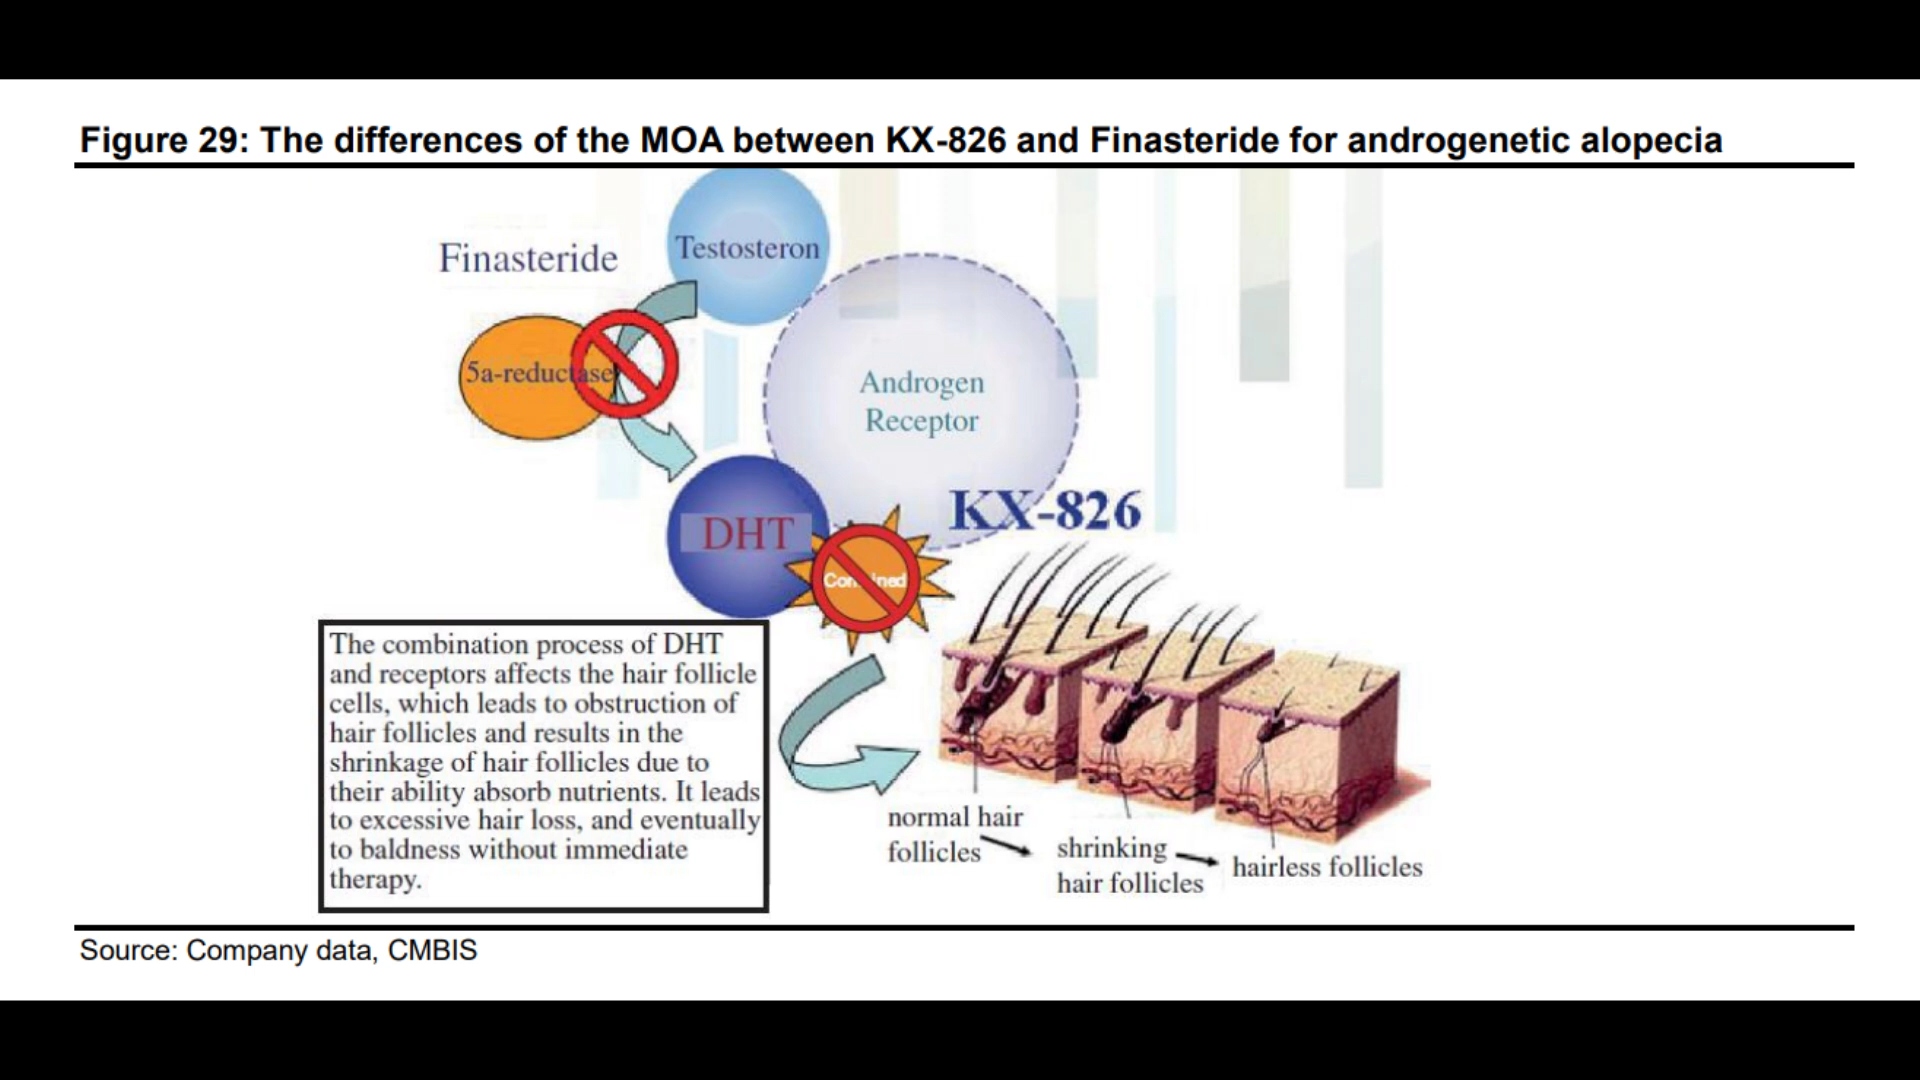 Figure 29: The differences of the MOA between KX-826 and Finasteride for androgenetic alopecia
Testosteron
Finasteride
5a-reductase
Androgen
Receptor
KX-826
DHT
The combination process of DHT
and receptors affects the hair follicle
cells, which leads to obstruction of
hair follicles and results in the
shrinkage of hair follicles due to
their ability absorb nutrients. It leads
to excessive hair loss, and eventually
to baldness without immediate
therapy.
normal hair
follicles
shrinking
hair follicles
hairless follicles
Source: Company data, CMBIS